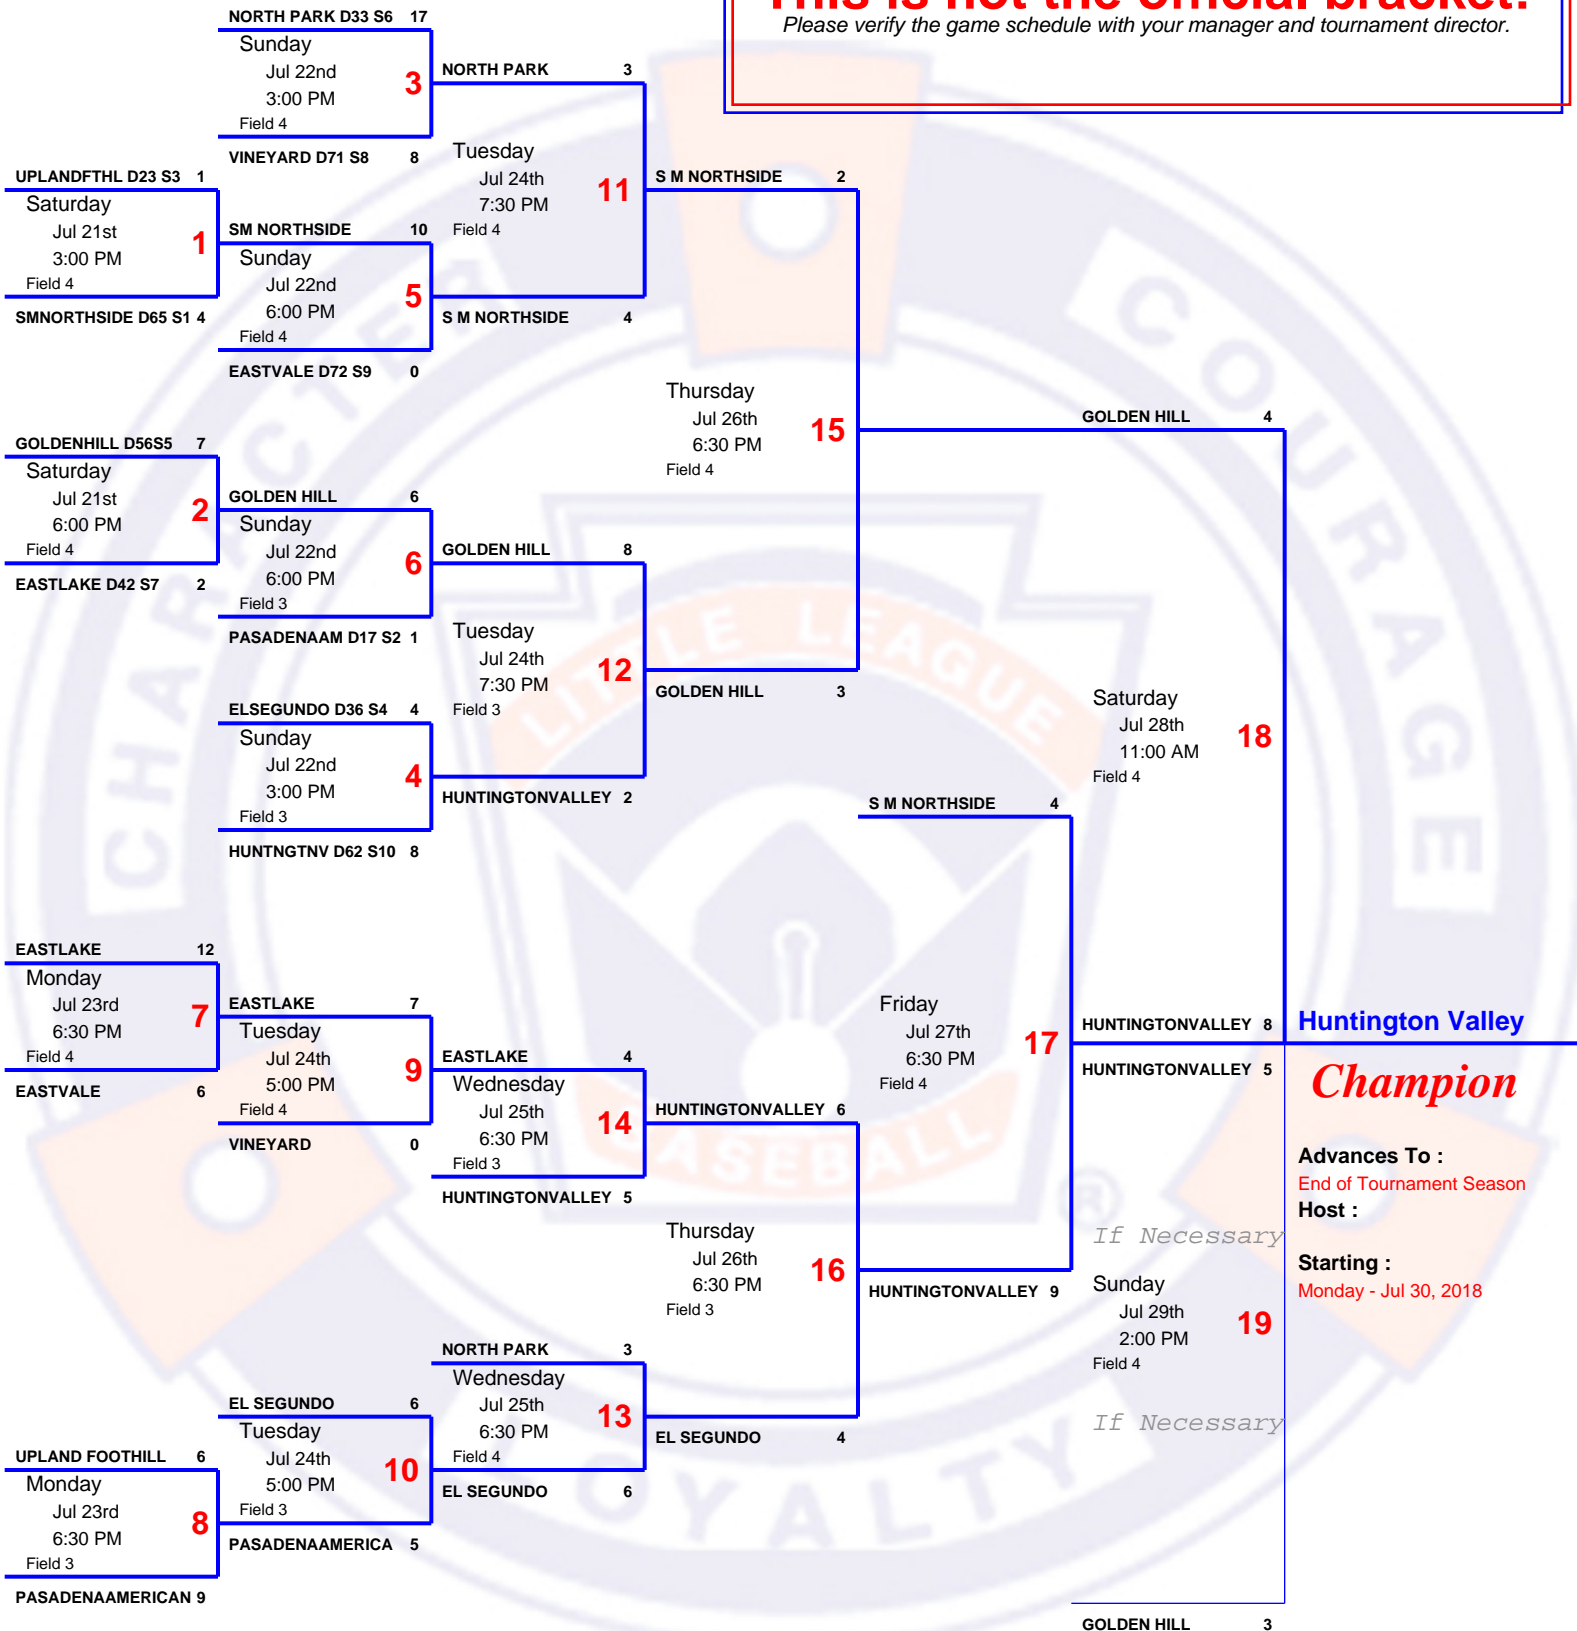 This is not the official bracket!
Please verify the game schedule with your manager and tournament director.
NORTH PARK D33 S6 17
Sunday
Jul 22nd
3:00 PM
Field 4
3
VINEYARD D71 S8 8
NORTH PARK 3
Tuesday
Jul 24th
7:30 PM
Field 4
11
S M NORTHSIDE 4
UPLANDFTHL D23 S3 1
Saturday
Jul 21st
3:00 PM
Field 4
1
SMNORTHSIDE D65 S1 4
SM NORTHSIDE 10
Sunday
Jul 22nd
6:00 PM
Field 4
5
EASTVALE D72 S9 0
S M NORTHSIDE 2
Thursday
Jul 26th
6:30 PM
Field 4
15
GOLDEN HILL 3
GOLDENHILL D56S5 7
Saturday
Jul 21st
6:00 PM
Field 4
2
EASTLAKE D42 S7 2
GOLDEN HILL 6
Sunday
Jul 22nd
6:00 PM
Field 3
6
PASADENAAM D17 S2 1
GOLDEN HILL 8
Tuesday
Jul 24th
7:30 PM
Field 3
12
HUNTINGTONVALLEY 2
ELSEGUNDO D36 S4 4
Sunday
Jul 22nd
3:00 PM
Field 3
4
HUNTNGTNV D62 S10 8
GOLDEN HILL 4
Saturday
Jul 28th
11:00 AM
Field 4
18
HUNTINGTONVALLEY 8
S M NORTHSIDE 4
Friday
Jul 27th
6:30 PM
Field 4
17
HUNTINGTONVALLEY 9
EASTLAKE 12
Monday
Jul 23rd
6:30 PM
Field 4
7
EASTVALE 6
EASTLAKE 7
Tuesday
Jul 24th
5:00 PM
Field 4
9
VINEYARD 0
EASTLAKE 4
Wednesday
Jul 25th
6:30 PM
Field 3
14
HUNTINGTONVALLEY 5
HUNTINGTONVALLEY 6
Thursday
Jul 26th
6:30 PM
Field 3
16
EL SEGUNDO 4
NORTH PARK 3
Wednesday
Jul 25th
6:30 PM
Field 4
13
EL SEGUNDO 6
EL SEGUNDO 6
Tuesday
Jul 24th
5:00 PM
Field 3
10
PASADENAAMERICA 5
UPLAND FOOTHILL 6
Monday
Jul 23rd
6:30 PM
Field 3
8
PASADENAAMERICAN 9
HUNTINGTONVALLEY 5
If Necessary
Sunday
Jul 29th
2:00 PM
Field 4
19
If Necessary
GOLDEN HILL 3
Huntington Valley
Champion
Advances To :
End of Tournament Season
Host :
Starting :
Monday - Jul 30, 2018
CHARACTER
COURAGE
LOYALTY
LITTLE LEAGUE
BASEBALL
®